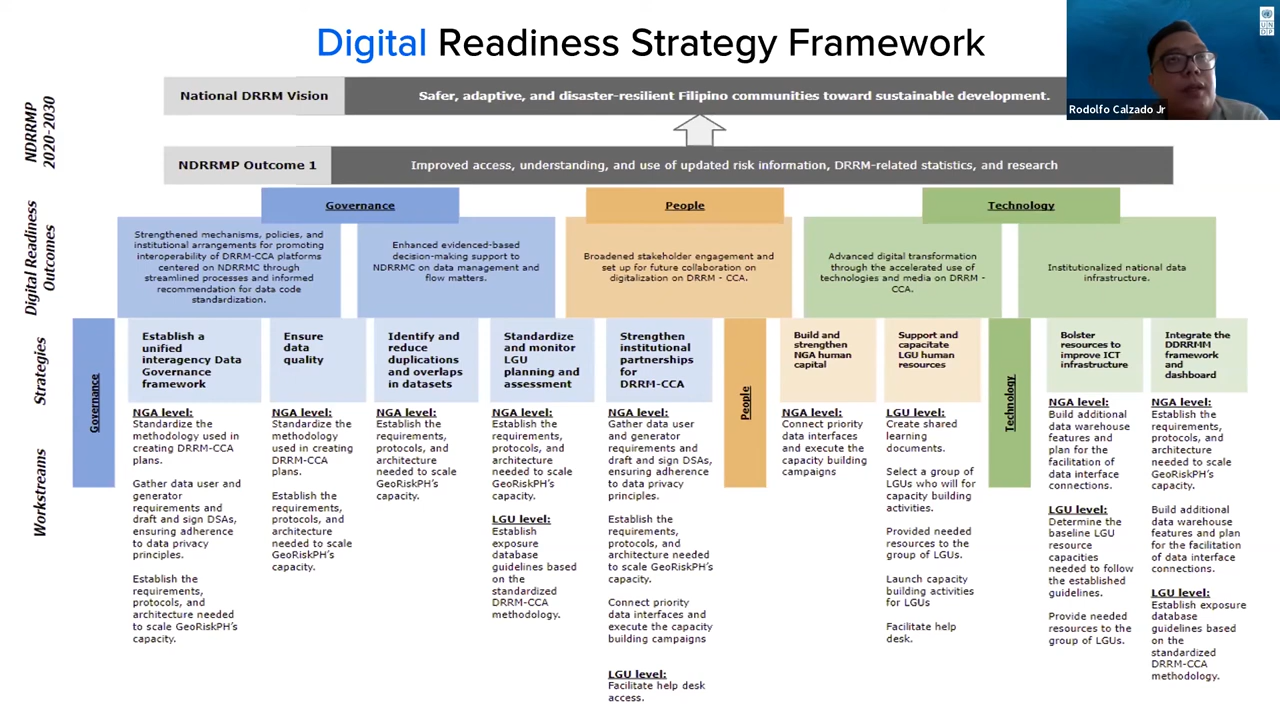 Digital Readiness Strategy Framework
UN
DP
Rodolfo Calzado Jr
NDRRMP
2020-2030
National DRRM Vision
Safer, adaptive, and disaster-resilient Filipino communities toward sustainable development.
NDRRMP Outcome 1
Improved access, understanding, and use of updated risk information, DRRM-related statistics, and research
Digital Readiness
Outcomes
Governance
Strengthened mechanisms, policies, and
institutional arrangements for promoting
interoperability of DRRM-CCA platforms
centered on NDRRMC through
streamlined processes and informed
recommendation for data code
standardization.
Enhanced evidenced-based
decision-making support to
NDRRMC on data management and
flow matters.
People
Broadened stakeholder engagement and
set up for future collaboration on
digitalization on DRRM - CCA.
Technology
Advanced digital transformation
through the accelerated use of
technologies and media on DRRM -
CCA.
Institutionalized national data
infrastructure.
Strategies
Workstreams
Governance
Establish a
unified
interagency Data
Governance
framework
NGA level:
Standardize the
methodology used in
creating DRRM-CCA
plans.
Gather data user and
generator
requirements and
draft and sign DSAs,
ensuring adherence
to data privacy
principles.
Establish the
requirements,
protocols, and
architecture needed
to scale GeoRiskPH's
capacity.
Ensure
data
quality
NGA level:
Standardize the
methodology
used in creating
DRRM-CCA
plans.
Establish the
requirements,
protocols, and
architecture
needed to scale
GeoRiskPH's
capacity.
Identify and
reduce
duplications
and overlaps
in datasets
NGA level:
Establish the
requirements,
protocols, and
architecture
needed to scale
GeoRiskPH's
capacity.
Standardize
and monitor
LGU
planning and
assessment
NGA level:
Establish the
requirements,
protocols, and
architecture
needed to scale
GeoRiskPH's
capacity.
LGU level:
Establish
exposure
database
guidelines based
on the
standardized
DRRM-CCA
methodology.
Strengthen
institutional
partnerships
for
DRRM-CCA
NGA level:
Gather data user
and generator
requirements and
draft and sign DSAs,
ensuring adherence
to data privacy
principles.
Establish the
requirements,
protocols, and
architecture needed
to scale GeoRiskPH's
capacity.
Connect priority
data interfaces and
execute the capacity
building campaigns
LGU level:
Facilitate help desk
access.
People
Build and
strengthen
NGA human
capital
NGA level:
Connect priority
data interfaces
and execute the
capacity building
campaigns
Support and
capacitate
LGU human
resources
LGU level:
Create shared
learning
documents.
Select a group of
LGUs who will for
capacity building
activities.
Provided needed
resources to the
group of LGUs.
Launch capacity
building activities
for LGUs
Facilitate help
desk.
Technology
Bolster
resources to
improve ICT
infrastructure
NGA level:
Build additional
data warehouse
features and
plan for the
facilitation of
data interface
connections.
LGU level:
Determine the
baseline LGU
resource
capacities
needed to follow
the established
guidelines.
Provide needed
resources to the
group of LGUs.
Integrate the
DDRRMIM
framework
and
dashboard
NGA level:
Establish the
requirements,
protocols, and
architecture
needed to scale
GeoRiskPH's
capacity.
Build additional
data warehouse
features and plan
for the facilitation
of data interface
connections.
LGU level:
Establish exposure
database
guidelines based
on the
standardized
DRRM-CCA
methodology.